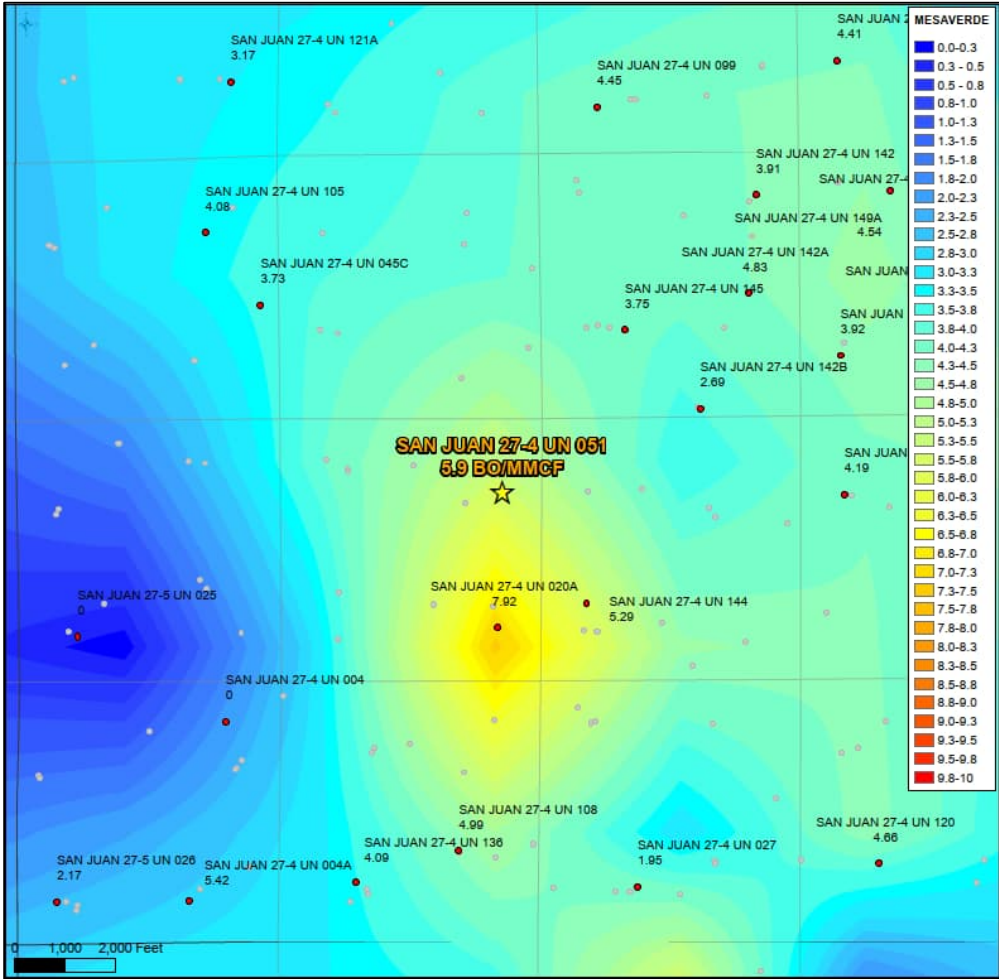 SAN JUAN 27-4 UN 121A
3.17
SAN JUAN 27-4 UN 099
4.45
SAN JUAN 2
4.41
SAN JUAN 27-4 UN 105
4.08
SAN JUAN 27-4 UN 045C
3.73
SAN JUAN 27-4 UN 142
3.91
SAN JUAN 27-4
SAN JUAN 27-4 UN 149A
4.54
SAN JUAN 27-4 UN 142A
4.83
SAN JUAN
SAN JUAN 27-4 UN 145
3.75
SAN JUAN
3.92
SAN JUAN 27-4 UN 142B
2.69
SAN JUAN 27-4 UN 051
5.9 BO/MMCF
SAN JUAN
4.19
SAN JUAN 27-5 UN 025
0
SAN JUAN 27-4 UN 020A
7.92
SAN JUAN 27-4 UN 144
5.29
SAN JUAN 27-4 UN 004
0
SAN JUAN 27-4 UN 108
4.99
SAN JUAN 27-4 UN 136
4.09
SAN JUAN 27-4 UN 027
1.95
SAN JUAN 27-4 UN 120
4.66
SAN JUAN 27-5 UN 026
2.17
SAN JUAN 27-4 UN 004A
5.42
0 1,000 2,000 Feet
MESAVERDE
0.0-0.3
0.3 - 0.5
0.5 - 0.8
0.8-1.0
1.0-1.3
1.3-1.5
1.5-1.8
1.8-2.0
2.0-2.3
2.3-2.5
2.5-2.8
2.8-3.0
3.0-3.3
3.3-3.5
3.5-3.8
3.8-4.0
4.0-4.3
4.3-4.5
4.5-4.8
4.8-5.0
5.0-5.3
5.3-5.5
5.5-5.8
5.8-6.0
6.0-6.3
6.3-6.5
6.5-6.8
6.8-7.0
7.0-7.3
7.3-7.5
7.5-7.8
7.8-8.0
8.0-8.3
8.3-8.5
8.5-8.8
8.8-9.0
9.0-9.3
9.3-9.5
9.5-9.8
9.8-10